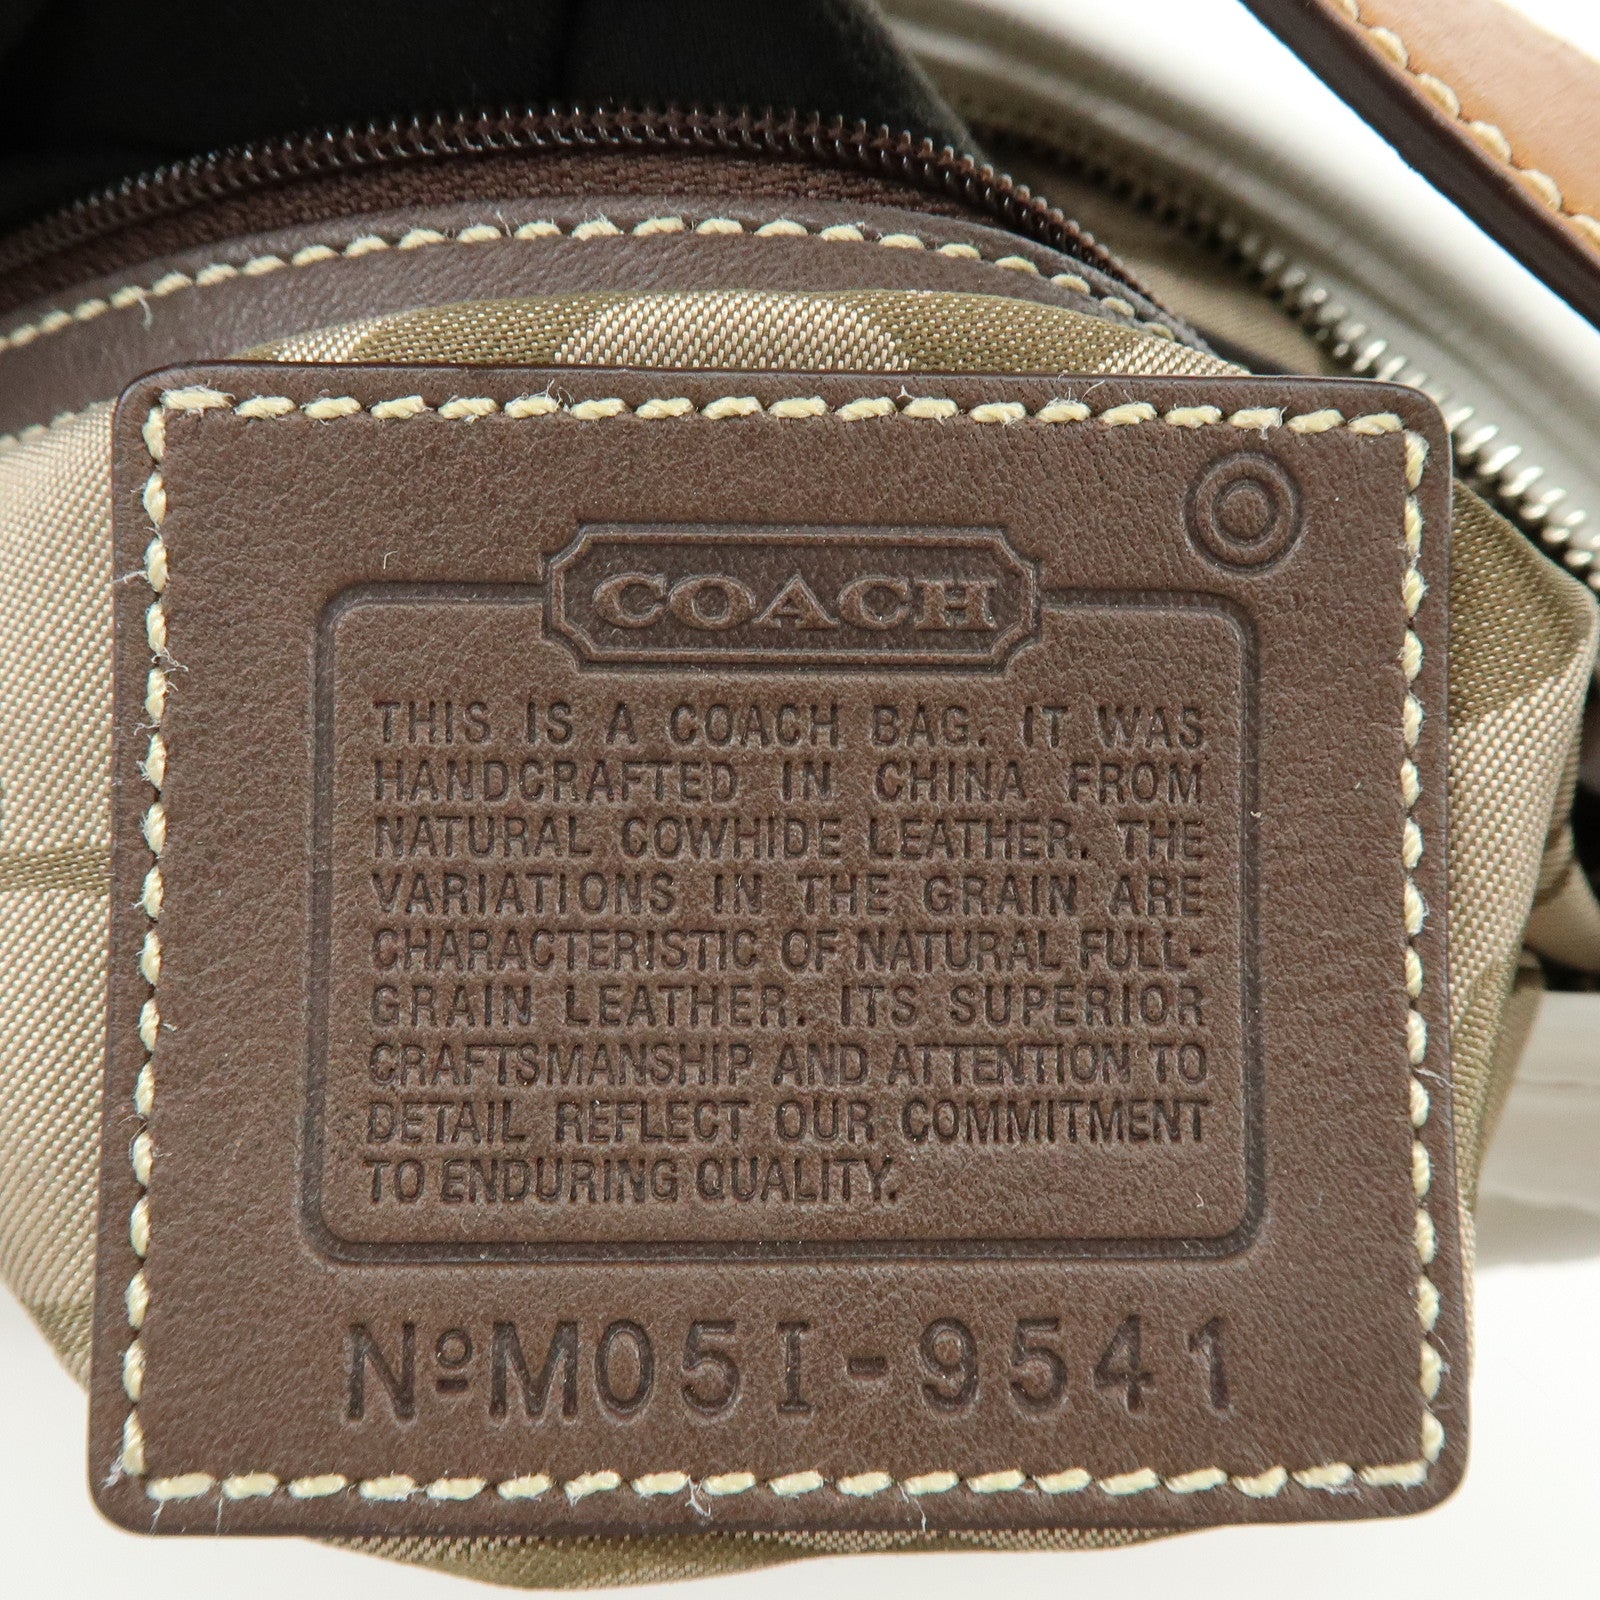 COACH
THIS IS A COACH BAG. IT WAS
HANDCRAFTED IN CHINA FROM
NATURAL COWHIDE LEATHER. THE
VARIATIONS IN THE GRAIN ARE
CHARACTERISTIC OF NATURAL FULL-
GRAIN LEATHER. ITS SUPERIOR
CRAFTSMANSHIP AND ATTENTION TO
DETAIL REFLECT OUR COMMITMENT
TO ENDURING QUALITY.
Nº M05I-9541